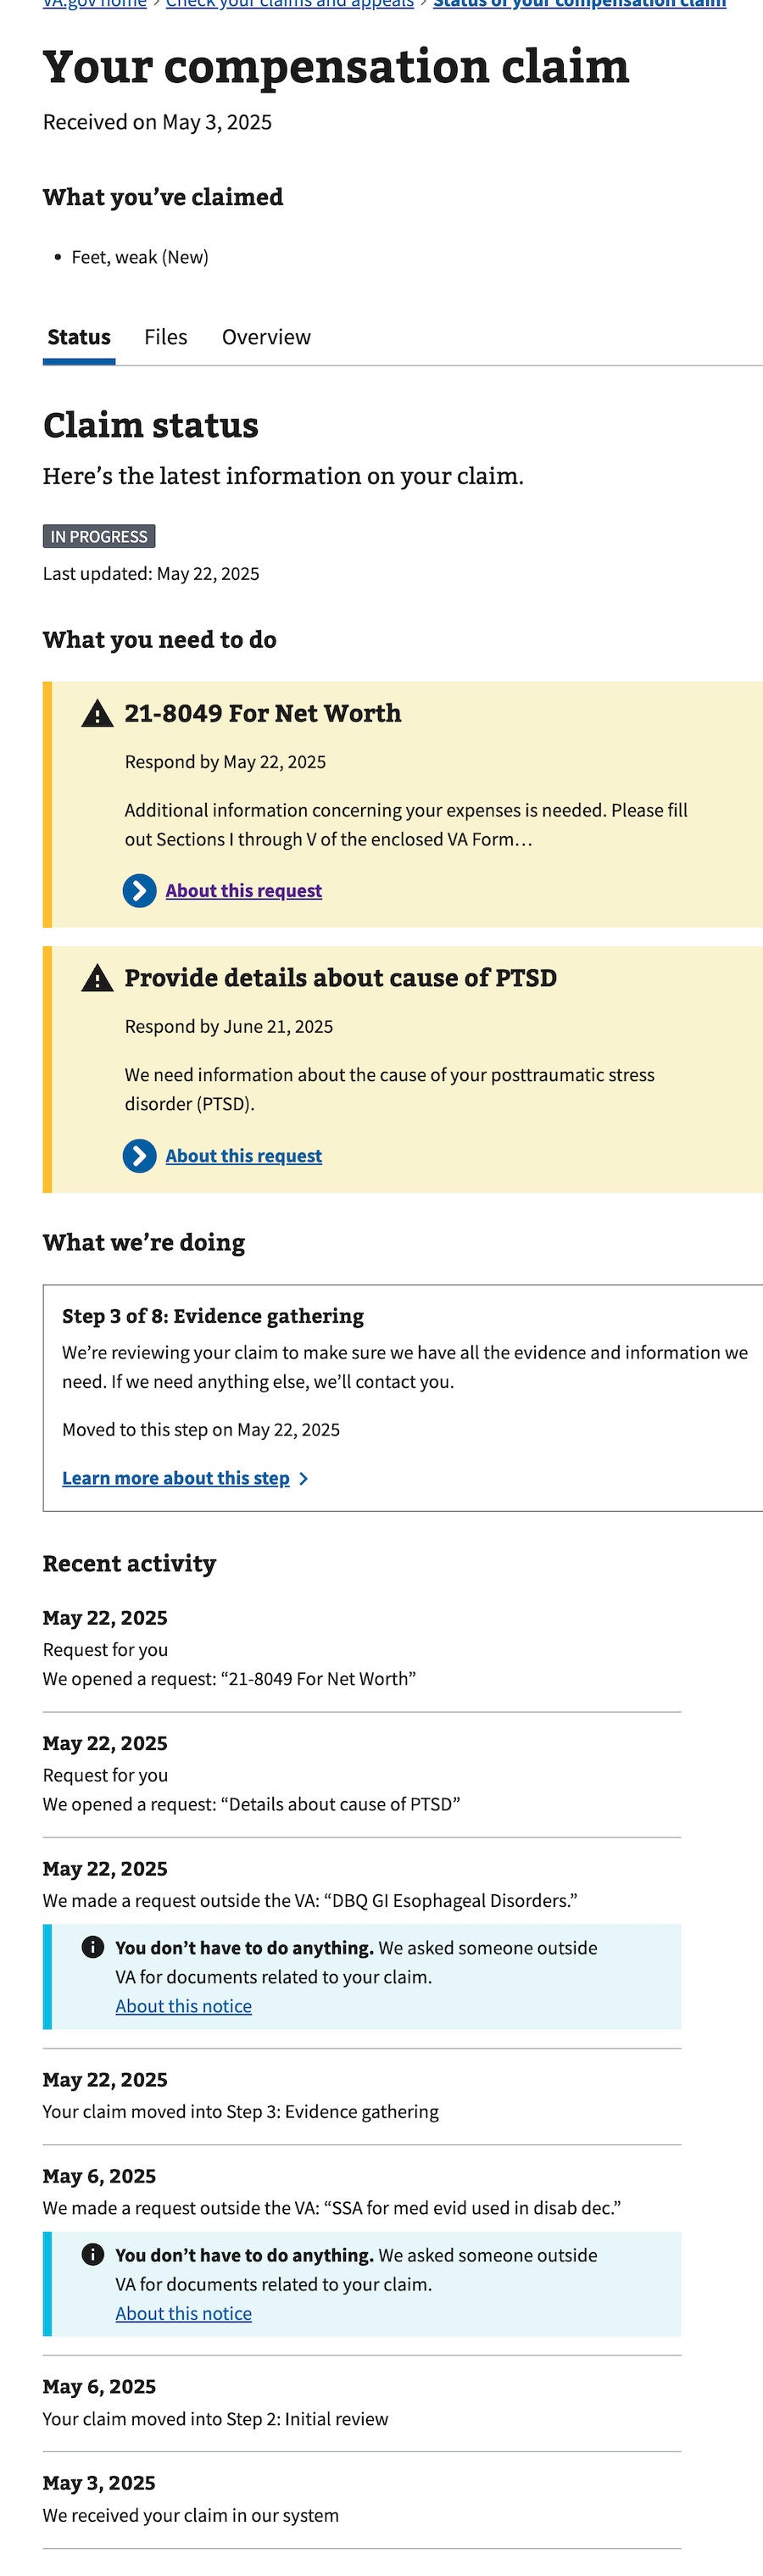 VA.gov home › Check your claims and appeals › Status of your compensation claim
Your compensation claim
Received on May 3, 2025
What you’ve claimed
• Feet, weak (New)
Status Files Overview
Claim status
Here’s the latest information on your claim.
IN PROGRESS
Last updated: May 22, 2025
What you need to do
21-8049 For Net Worth
Respond by May 22, 2025
Additional information concerning your expenses is needed. Please fill
out Sections I through V of the enclosed VA Form…
About this request
Provide details about cause of PTSD
Respond by June 21, 2025
We need information about the cause of your posttraumatic stress
disorder (PTSD).
About this request
What we’re doing
Step 3 of 8: Evidence gathering
We’re reviewing your claim to make sure we have all the evidence and information we
need. If we need anything else, we’ll contact you.
Moved to this step on May 22, 2025
Learn more about this step
Recent activity
May 22, 2025
Request for you
We opened a request: “21-8049 For Net Worth”
May 22, 2025
Request for you
We opened a request: “Details about cause of PTSD”
May 22, 2025
We made a request outside the VA: “DBQ GI Esophageal Disorders.”
You don’t have to do anything. We asked someone outside
VA for documents related to your claim.
About this notice
May 22, 2025
Your claim moved into Step 3: Evidence gathering
May 6, 2025
We made a request outside the VA: “SSA for med evid used in disab dec.”
You don’t have to do anything. We asked someone outside
VA for documents related to your claim.
About this notice
May 6, 2025
Your claim moved into Step 2: Initial review
May 3, 2025
We received your claim in our system